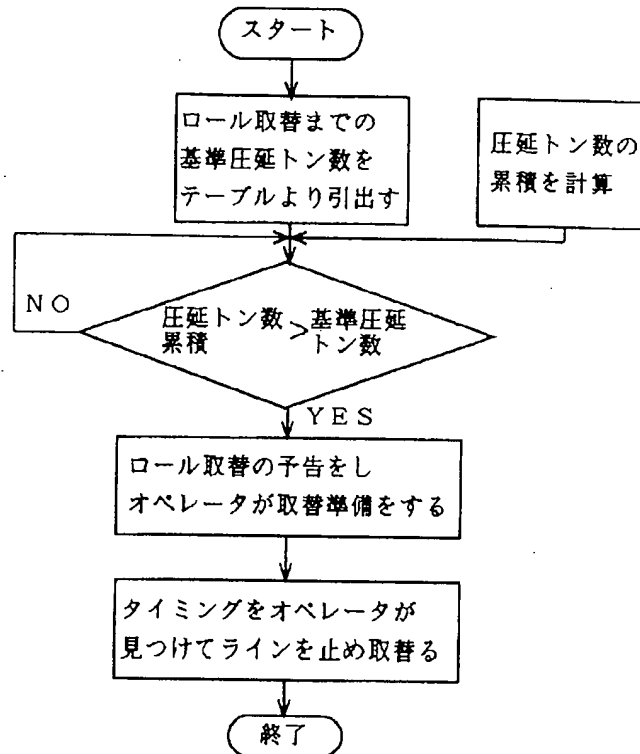 スタート
ロール取替までの
基準圧延トン数を
テーブルより引出す
圧延トン数の
累積を計算
NO
圧延トン数 > 基準圧延
累積 トン数
YES
ロール取替の予告をし
オペレータが取替準備をする
タイミングをオペレータが
見つけてラインを止め取替る
終了